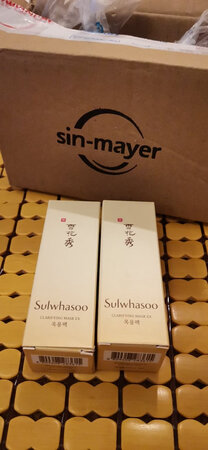 sin-mayer
雪
花
秀
Sulwhasoo
CLARIFYING MASK EX
옥용팩
雪
花
秀
Sulwhasoo
CLARIFYING MASK EX
옥용팩